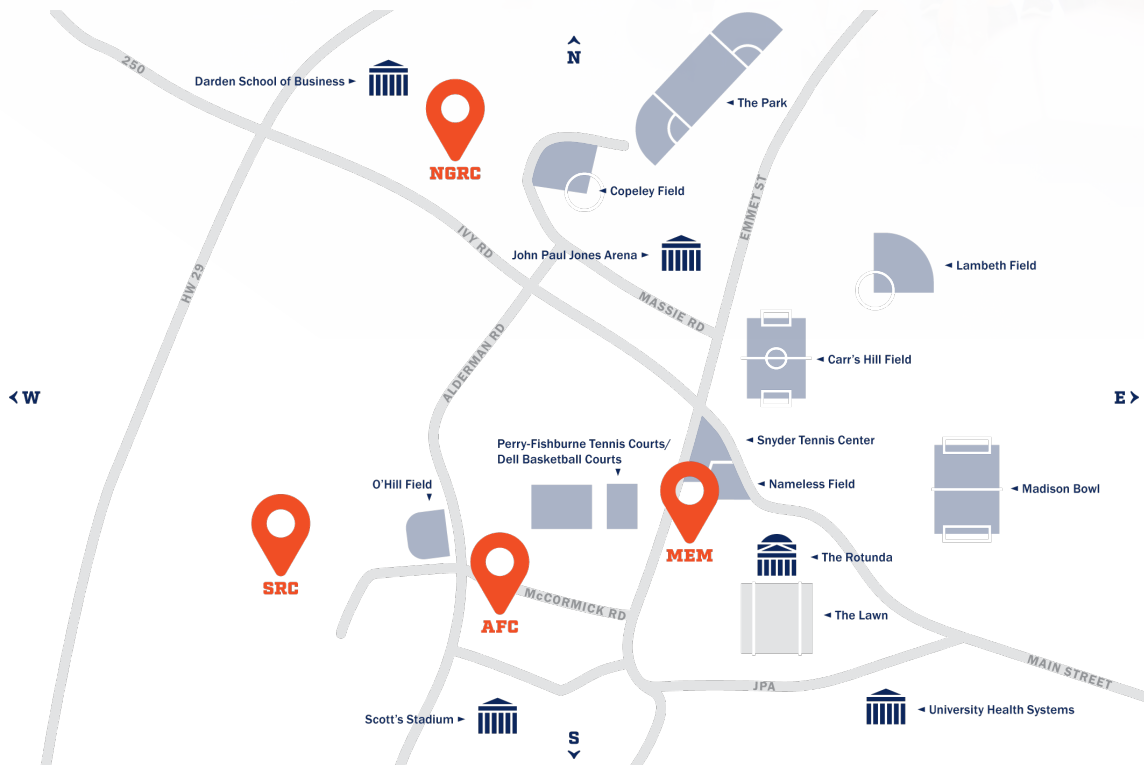 N
250
Darden School of Business
The Park
NGRC
Copeley Field
EMMET ST
IVY RD
John Paul Jones Arena
Lambeth Field
HW 29
MASSIE RD
ALDERMAN RD
Carr's Hill Field
W
E
Perry-Fishburne Tennis Courts/
Dell Basketball Courts
Snyder Tennis Center
O'Hill Field
Nameless Field
Madison Bowl
MEM
The Rotunda
SRC
McCORMICK RD
AFC
The Lawn
MAIN STREET
JPA
Scott's Stadium
University Health Systems
S